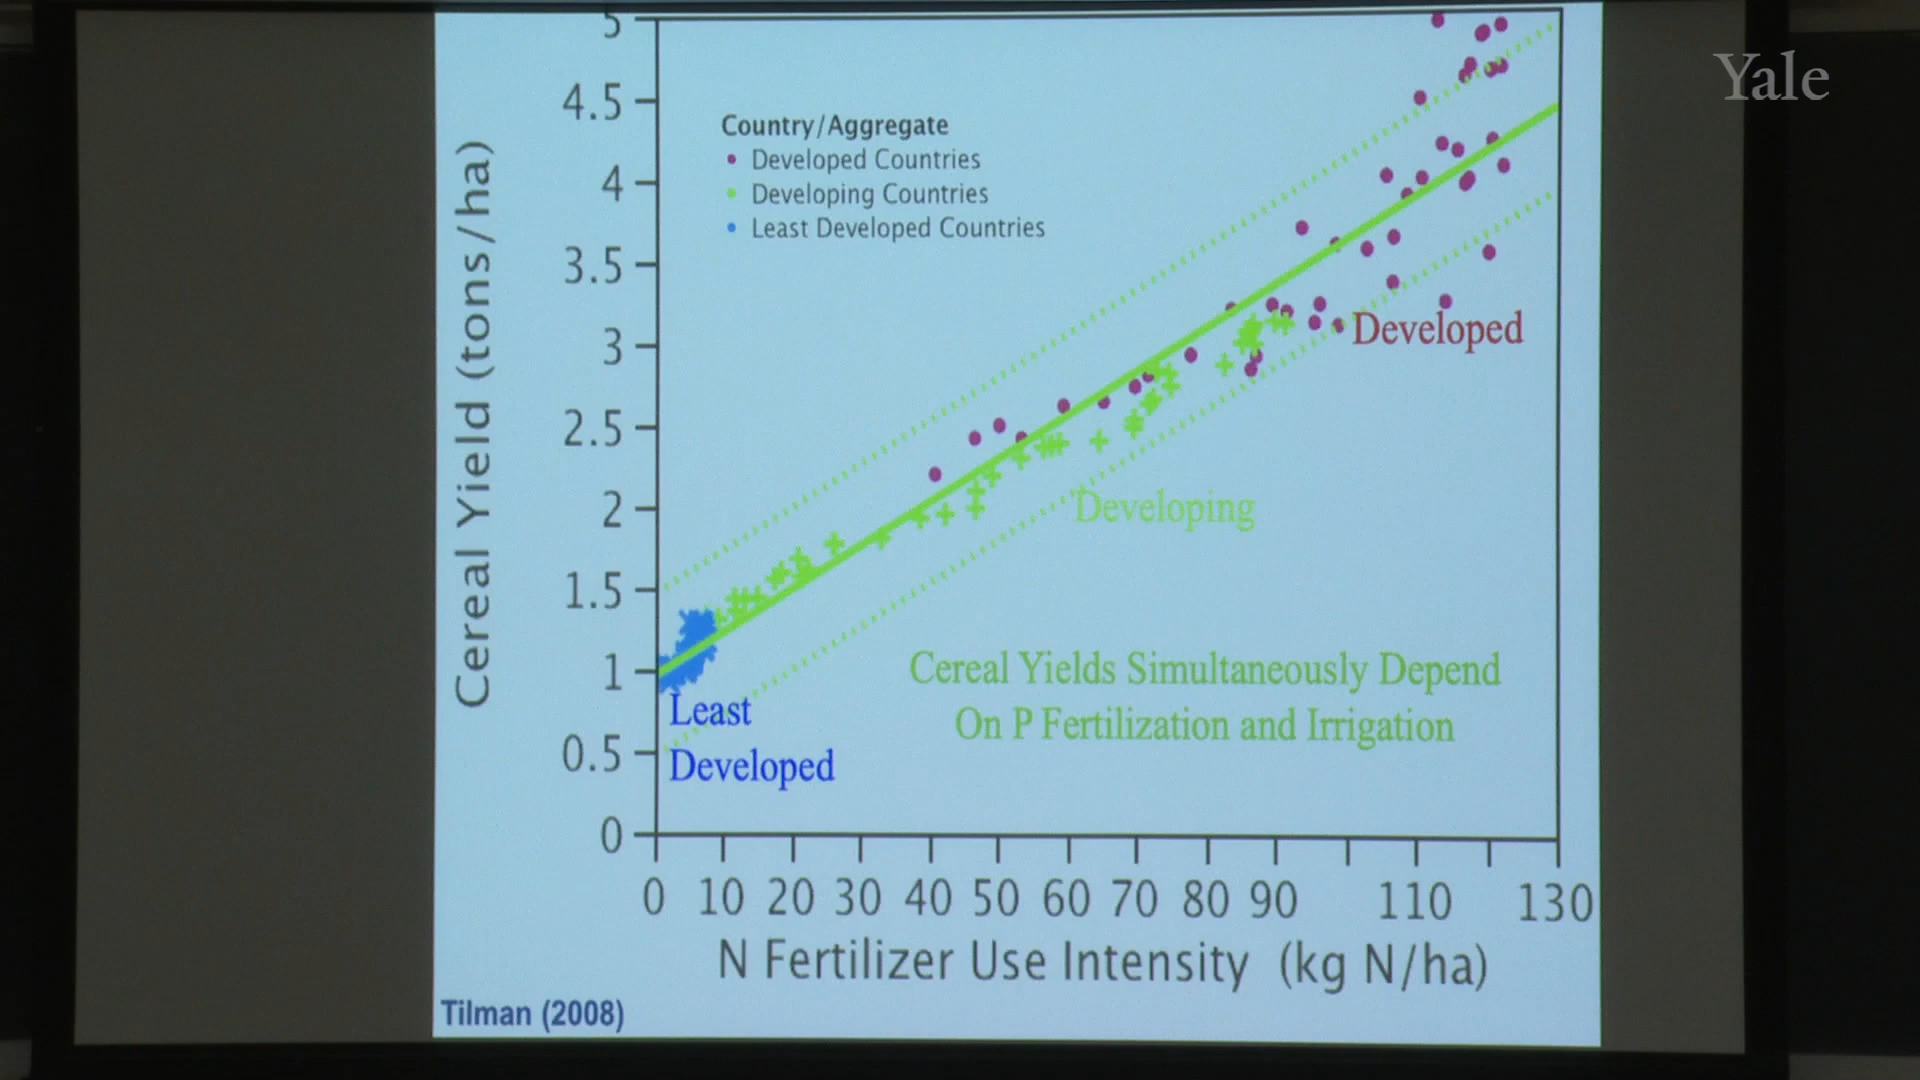 Yale
5
4.5
4
3.5
3
2.5
2
1.5
1
0.5
0
Cereal Yield (tons/ha)
Country/Aggregate
Developed Countries
Developing Countries
Least Developed Countries
Developed
Developing
Least
Developed
Cereal Yields Simultaneously Depend
On P Fertilization and Irrigation
0 10 20 30 40 50 60 70 80 90 110 130
N Fertilizer Use Intensity (kg N/ha)
Tilman (2008)